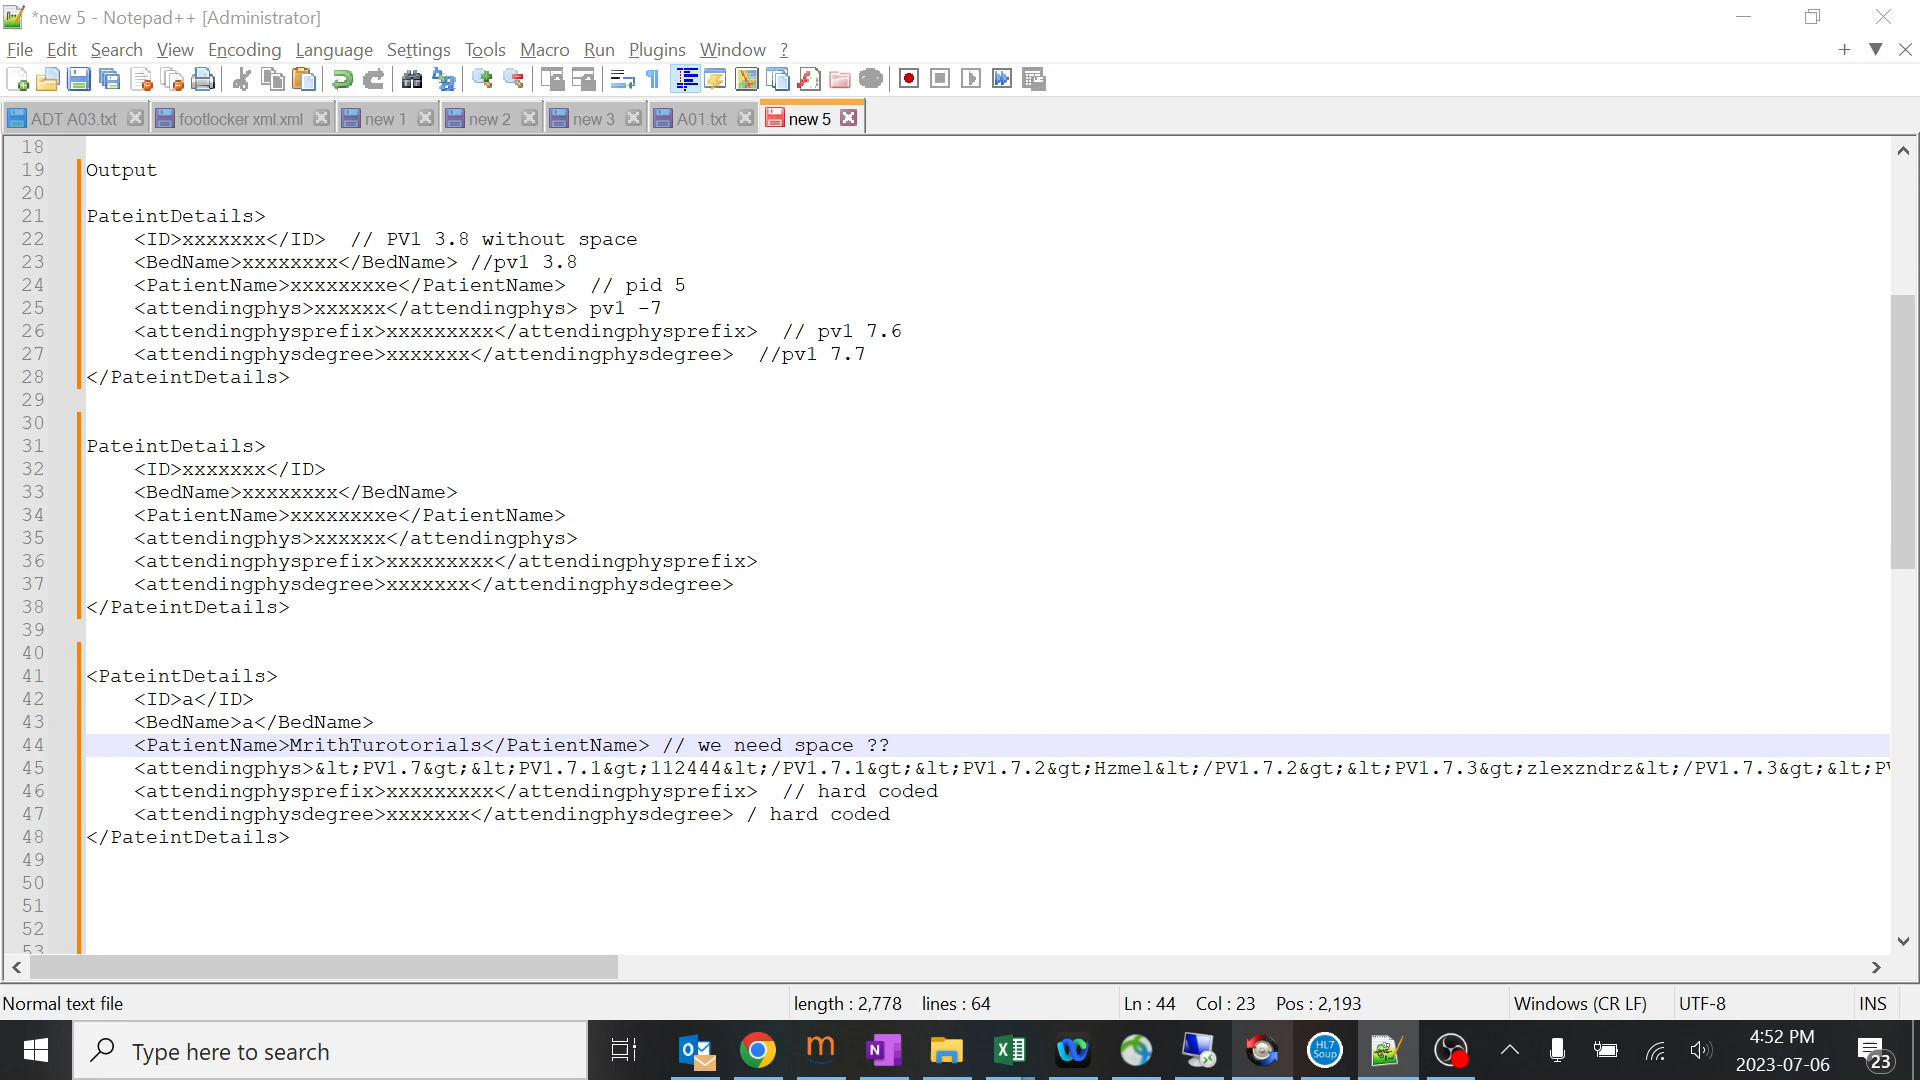 *new 5 - Notepad++ [Administrator]
File Edit Search View Encoding Language Settings Tools Macro Run Plugins Window ?
ADT A03.txt footlocker xml.xml new 1 new 2 new 3 A01.txt new 5
18
19 Output
20
21 PateintDetails>
22 <ID>xxxxxxx</ID> // PV1 3.8 without space
23 <BedName>xxxxxxxx</BedName> //pv1 3.8
24 <PatientName>xxxxxxxxe</PatientName> // pid 5
25 <attendingphys>xxxxxx</attendingphys> pv1 -7
26 <attendingphysprefix>xxxxxxxxx</attendingphysprefix> // pv1 7.6
27 <attendingphysdegree>xxxxxxx</attendingphysdegree> //pv1 7.7
28 </PateintDetails>
29
30
31 PateintDetails>
32 <ID>xxxxxxx</ID>
33 <BedName>xxxxxxxx</BedName>
34 <PatientName>xxxxxxxxe</PatientName>
35 <attendingphys>xxxxxx</attendingphys>
36 <attendingphysprefix>xxxxxxxxx</attendingphysprefix>
37 <attendingphysdegree>xxxxxxx</attendingphysdegree>
38 </PateintDetails>
39
40
41 <PateintDetails>
42 <ID>a</ID>
43 <BedName>a</BedName>
44 <PatientName>MrithTurotorials</PatientName> // we need space ??
45 <attendingphys>&lt;PV1.7&gt;&lt;PV1.7.1&gt;112444&lt;/PV1.7.1&gt;&lt;PV1.7.2&gt;Hzmel&lt;/PV1.7.2&gt;&lt;PV1.7.3&gt;zlexzndrz&lt;/PV1.7.3&gt;&lt;PV
46 <attendingphysprefix>xxxxxxxxx</attendingphysprefix> // hard coded
47 <attendingphysdegree>xxxxxxx</attendingphysdegree> / hard coded
48 </PateintDetails>
49
50
51
52
53
Normal text file length : 2,778 lines : 64 Ln : 44 Col : 23 Pos : 2,193 Windows (CR LF) UTF-8 INS
Type here to search
HL7 Soup
4:52 PM
2023-07-06
23